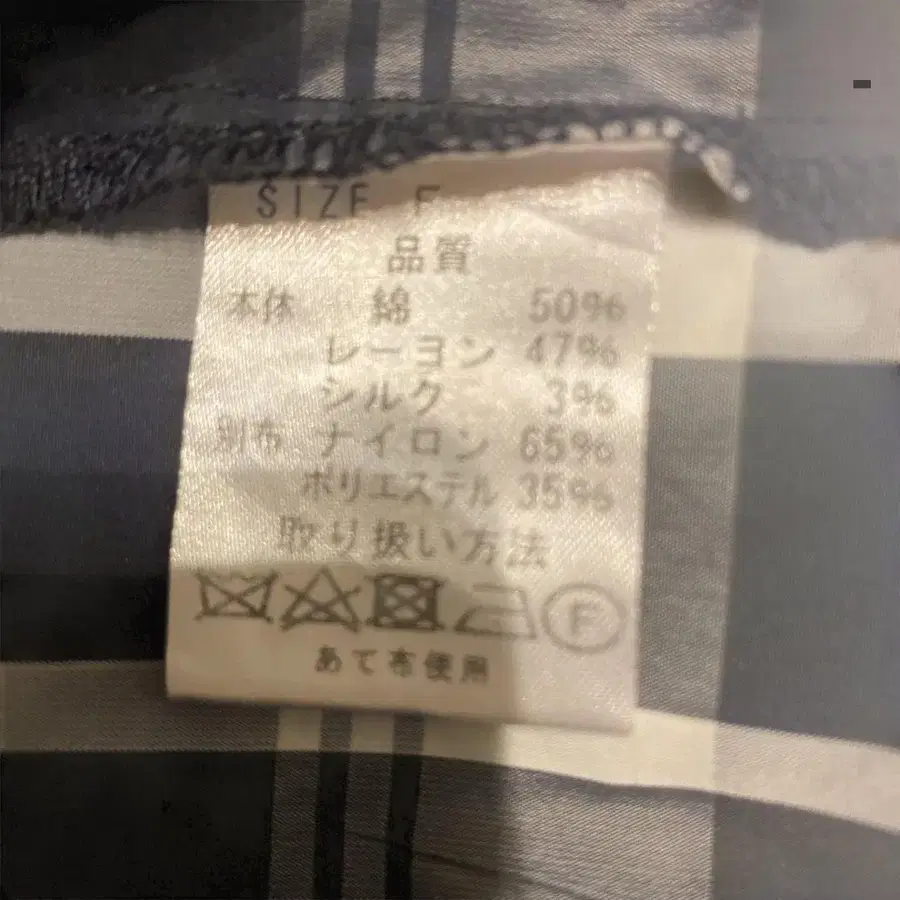 SIZE F
品質
本体 綿 50%
レーヨン 47%
シルク 3%
別布 ナイロン 65%
ポリエステル 35%
取り扱い方法
F
あて布使用